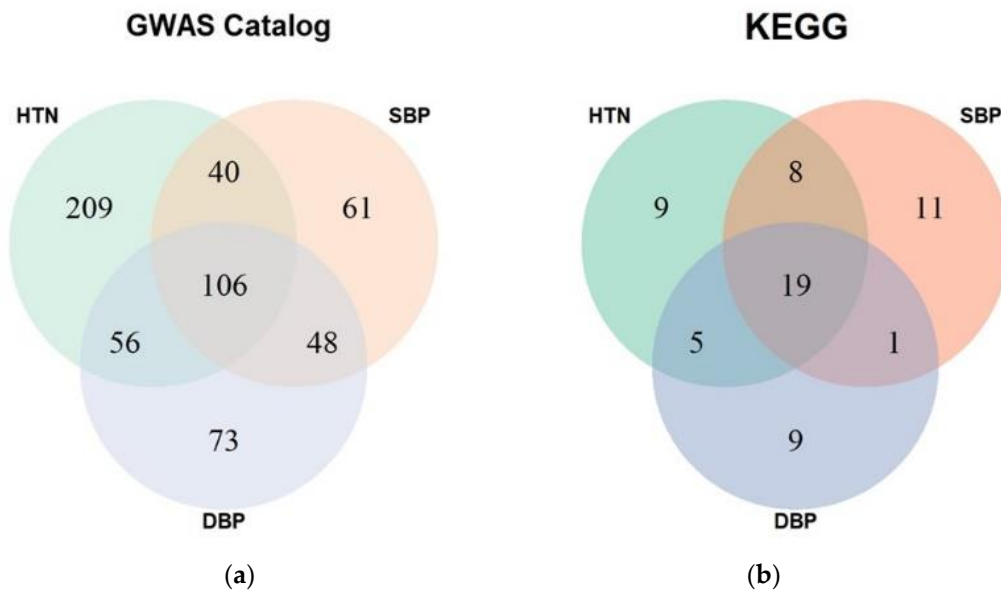 GWAS Catalog
HTN
SBP
40
209
61
106
56
48
73
DBP
(a)
KEGG
HTN
SBP
8
9
11
19
5
1
9
DBP
(b)